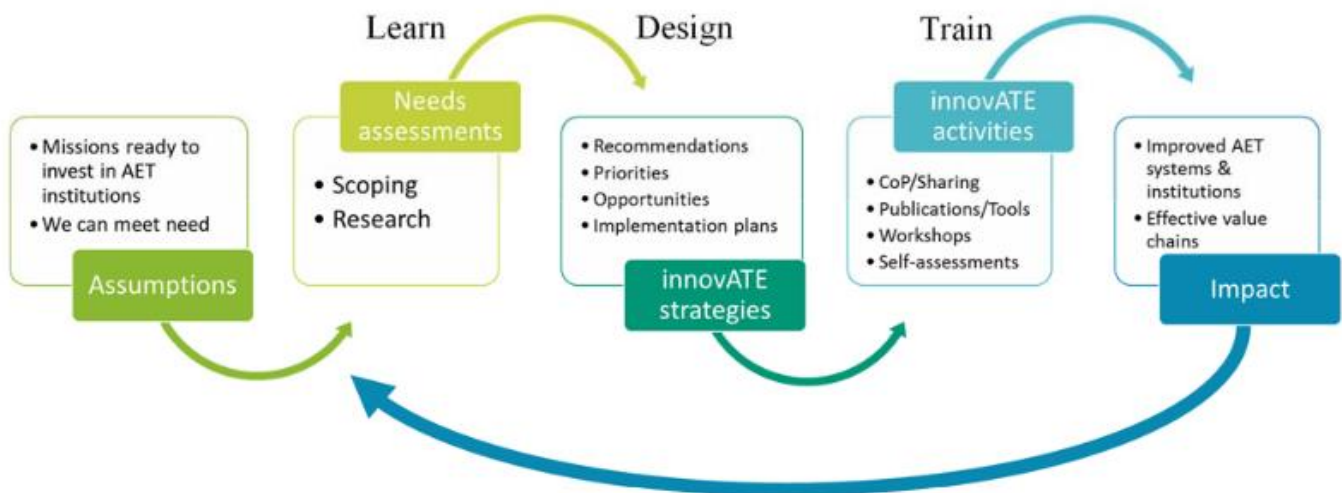 Learn
Design
Train
• Missions ready to
invest in AET
institutions
• We can meet need
Assumptions
Needs
assessments
• Scoping
• Research
• Recommendations
• Priorities
• Opportunities
• Implementation plans
innovATE
strategies
innovATE
activities
• CoP/Sharing
• Publications/Tools
• Workshops
• Self-assessments
• Improved AET
systems &
institutions
• Effective value
chains
Impact